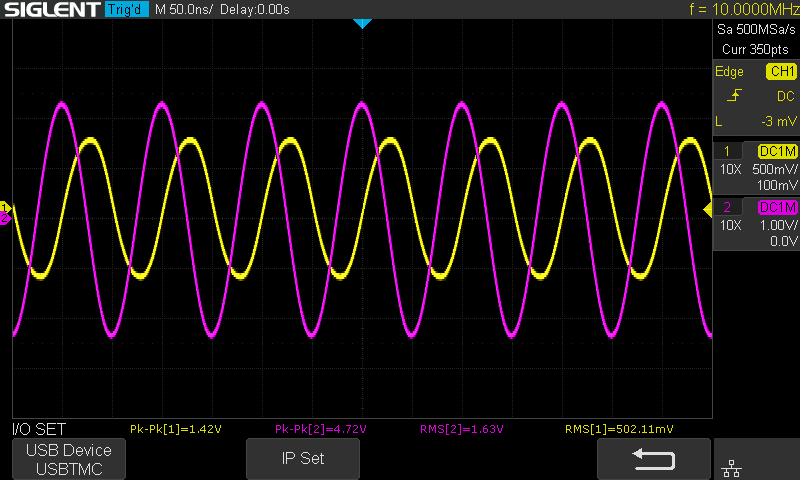 SIGLENT Trig'd M 50.0ns/ Delay:0.00s f = 10.0000MHz
Sa 500MSa/s
Curr 350pts
Edge CH1
DC
L -3 mV
1 DC1M
10X 500mV/
100mV
2 DC1M
10X 1.00V/
0.0V
1
2
I/O SET Pk-Pk[1]=1.42V Pk-Pk[2]=4.72V RMS[2]=1.63V RMS[1]=502.11mV
USB Device
USBTMC
IP Set